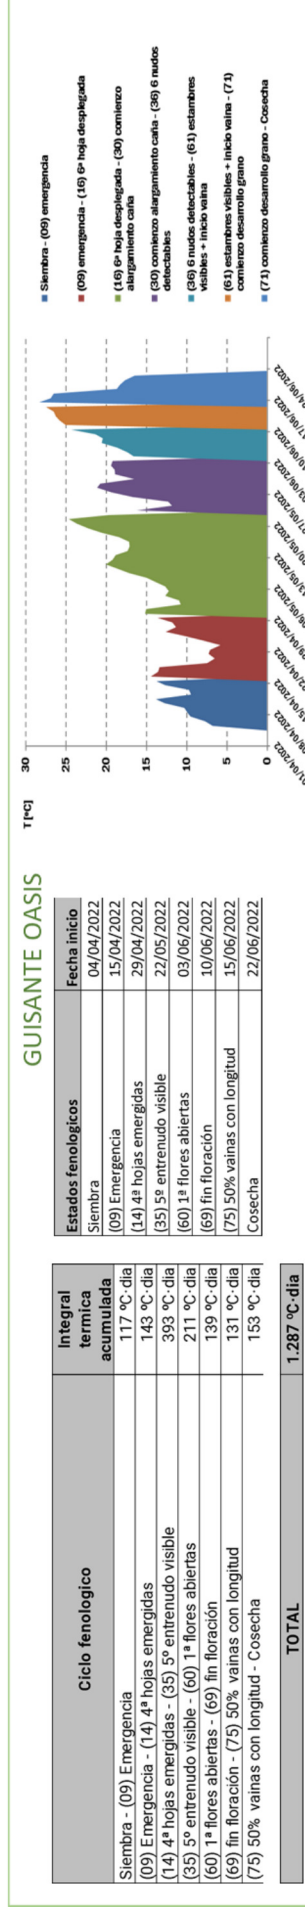 GUISANTE OASIS
Ciclo fenologico
Integral
termica
acumulada
Siembra - (09) Emergencia
117 ºC·dia
(09) Emergencia - (14) 4ª hojas emergidas
143 ºC·dia
(14) 4ª hojas emergidas - (35) 5º entrenudo visible
393 ºC·dia
(35) 5º entrenudo visible - (60) 1ª flores abiertas
211 ºC·dia
(60) 1ª flores abiertas - (69) fin floración
139 ºC·dia
(69) fin floración - (75) 50% vainas con longitud
131 ºC·dia
(75) 50% vainas con longitud - Cosecha
153 ºC·dia
TOTAL
1.287 ºC·dia
Estados fenologicos
Fecha inicio
Siembra
04/04/2022
(09) Emergencia
15/04/2022
(14) 4ª hojas emergidas
29/04/2022
(35) 5º entrenudo visible
22/05/2022
(60) 1ª flores abiertas
03/06/2022
(69) fin floración
10/06/2022
(75) 50% vainas con longitud
15/06/2022
Cosecha
22/06/2022
T [ºC]
30
25
20
15
10
5
0
Siembra - (09) emergencia
(09) emergencia - (16) 6ª hoja desplegada
(16) 6ª hoja desplegada - (30) comienzo
alargamiento caña
(30) comienzo alargamiento caña - (36) 6 nudos
detectables
(36) 6 nudos detectables - (61) estambres
visibles + inicio vaina
(61) estambres visibles + inicio vaina - (71)
comienzo desarrollo grano
(71) comienzo desarrollo grano - Cosecha